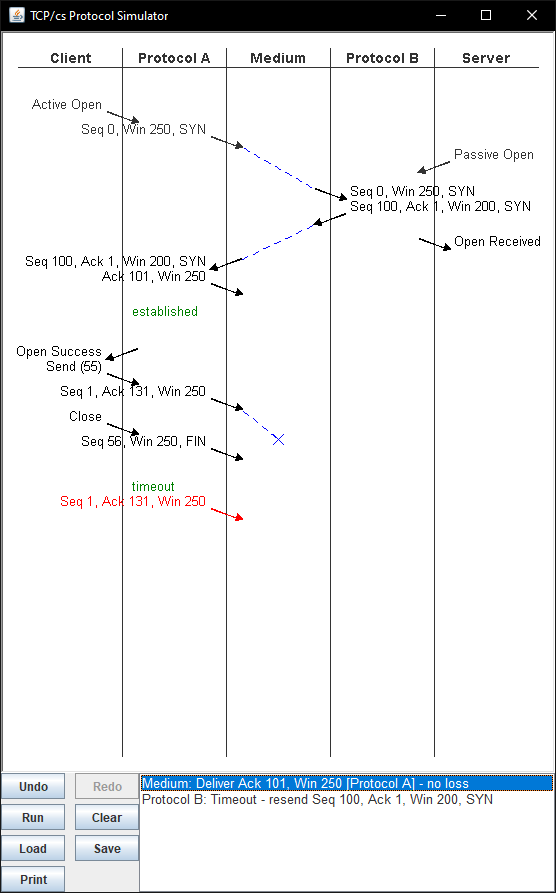 TCP/cs Protocol Simulator
Client Protocol A Medium Protocol B Server
Active Open
Seq 0, Win 250, SYN
Passive Open
Seq 0, Win 250, SYN
Seq 100, Ack 1, Win 200, SYN
Open Received
Seq 100, Ack 1, Win 200, SYN
Ack 101, Win 250
established
Open Success
Send (55)
Seq 1, Ack 131, Win 250
Close
Seq 56, Win 250, FIN
timeout
Seq 1, Ack 131, Win 250
Undo Redo
Run Clear
Load Save
Print
Medium: Deliver Ack 101, Win 250 [Protocol A] - no loss
Protocol B: Timeout - resend Seq 100, Ack 1, Win 200, SYN